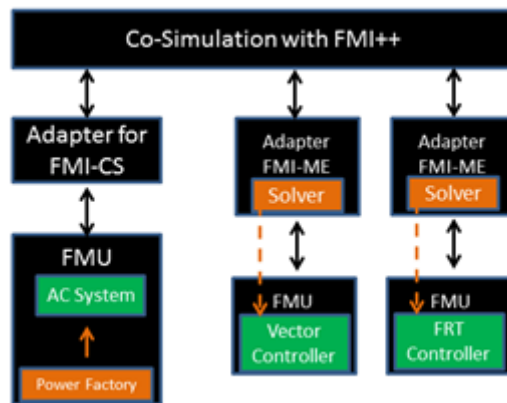 Co-Simulation with FMI++
Adapter for
FMI-CS
Adapter
FMI-ME
Solver
Adapter
FMI-ME
Solver
FMU
AC System
Power Factory
FMU
Vector
Controller
FMU
FRT
Controller